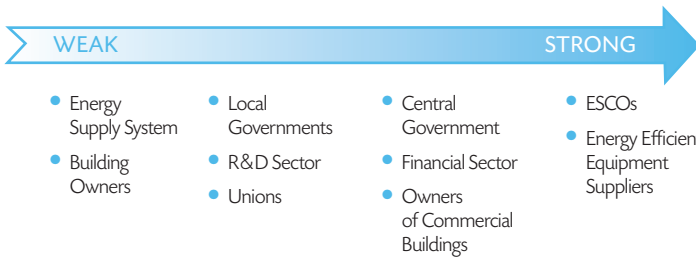 WEAK
STRONG
Energy
Supply System
Building
Owners
Local
Governments
R&D Sector
Unions
Central
Government
Financial Sector
Owners
of Commercial
Buildings
ESCOs
Energy Efficien
Equipment
Suppliers